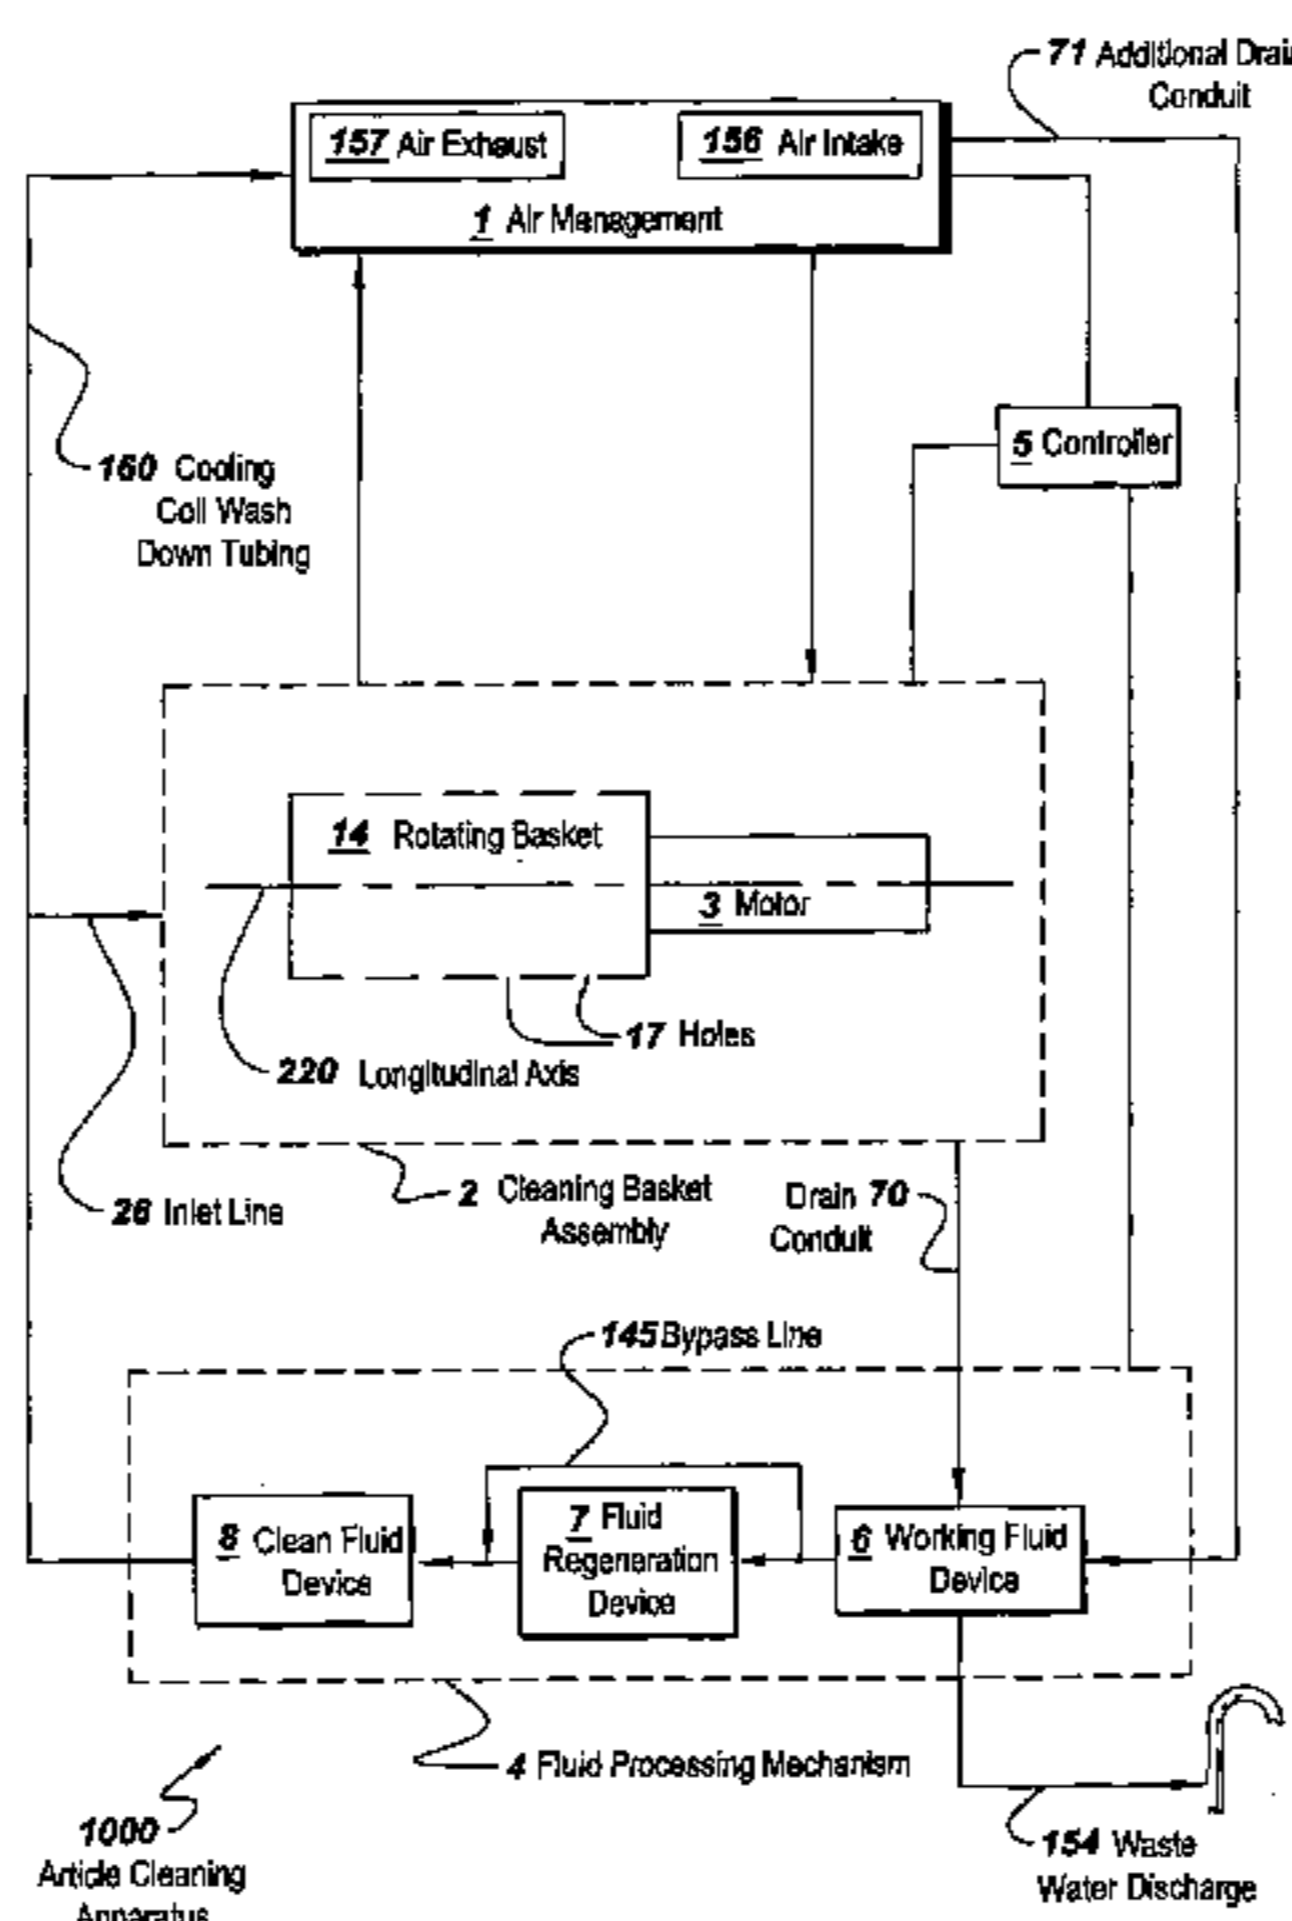 71 Additional Drain
Conduit
157 Air Exhaust
156 Air Intake
1 Air Management
5 Controller
160 Cooling
Coil Wash
Down Tubing
14 Rotating Basket
3 Motor
17 Holes
220 Longitudinal Axis
26 Inlet Line
2 Cleaning Basket
Assembly
Drain 70
Conduit
145 Bypass Line
8 Clean Fluid
Device
7 Fluid
Regeneration
Device
6 Working Fluid
Device
4 Fluid Processing Mechanism
1000
Article Cleaning
Apparatus
154 Waste
Water Discharge